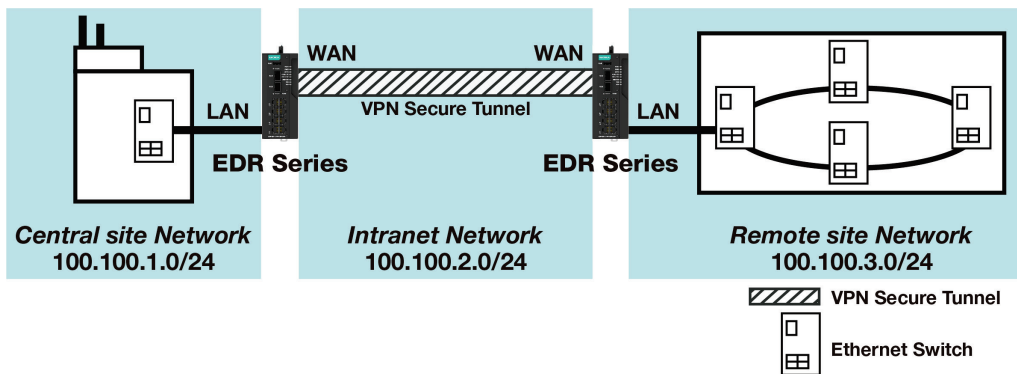 WAN
WAN
LAN
VPN Secure Tunnel
LAN
EDR Series
EDR Series
Central site Network
100.100.1.0/24
Intranet Network
100.100.2.0/24
Remote site Network
100.100.3.0/24
VPN Secure Tunnel
Ethernet Switch